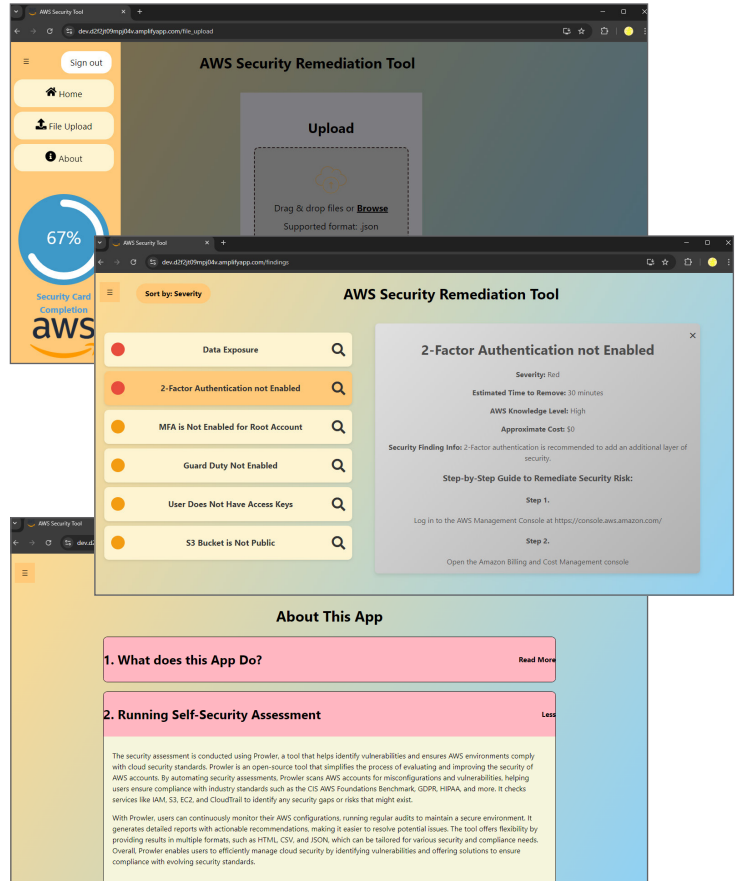 AWS Security Tool
dev.d2f2jt09mpj04v.amplifyapp.com/file_upload
Sign out
AWS Security Remediation Tool
Home
File Upload
About
Upload
Drag & drop files or Browse
Supported format: .json
67%
Security Card
Completion
aws
AWS Security Tool
dev.d2f2jt09mpj04v.amplifyapp.com/findings
Sort by: Severity
AWS Security Remediation Tool
Data Exposure
2-Factor Authentication not Enabled
MFA is Not Enabled for Root Account
Guard Duty Not Enabled
User Does Not Have Access Keys
S3 Bucket is Not Public
2-Factor Authentication not Enabled
Severity: Red
Estimated Time to Remove: 30 minutes
AWS Knowledge Level: High
Approximate Cost: $0
Security Finding Info: 2-Factor authentication is recommended to add an additional layer of
security.
Step-by-Step Guide to Remediate Security Risk:
Step 1.
Log in to the AWS Management Console at https://console.aws.amazon.com/
Step 2.
Open the Amazon Billing and Cost Management console
AWS Security Tool
About This App
1. What does this App Do?
Read More
2. Running Self-Security Assessment
Less
The security assessment is conducted using Prowler, a tool that helps identify vulnerabilities and ensures AWS environments comply
with cloud security standards. Prowler is an open-source tool that simplifies the process of evaluating and improving the security of
AWS accounts. By automating security assessments, Prowler scans AWS accounts for misconfigurations and vulnerabilities, helping
users ensure compliance with industry standards such as the CIS AWS Foundations Benchmark, GDPR, HIPAA, and more. It checks
services like IAM, S3, EC2, and CloudTrail to identify any security gaps or risks that might exist.
With Prowler, users can continuously monitor their AWS configurations, running regular audits to maintain a secure environment. It
generates detailed reports with actionable recommendations, making it easier to resolve potential issues. The tool offers flexibility by
providing results in multiple formats, such as HTML, CSV, and JSON, which can be tailored for various security and compliance needs.
Overall, Prowler enables users to efficiently manage cloud security by identifying vulnerabilities and offering solutions to ensure
compliance with evolving security standards.